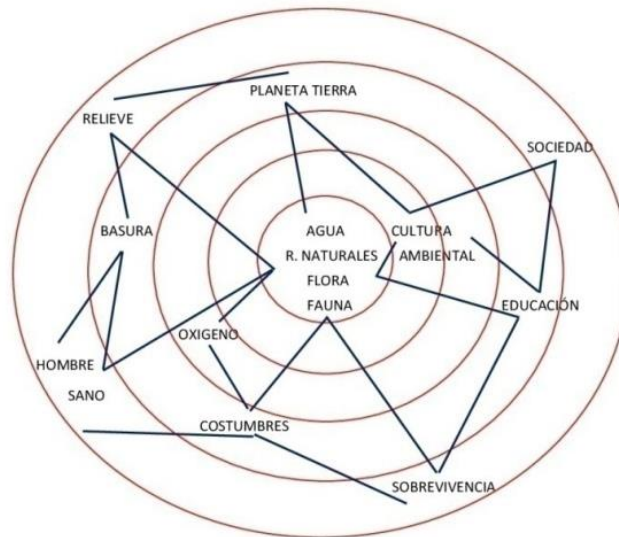 PLANETA TIERRA
RELIEVE
SOCIEDAD
BASURA
AGUA
R. NATURALES
FLORA
FAUNA
CULTURA
AMBIENTAL
EDUCACIÓN
OXIGENO
HOMBRE
SANO
COSTUMBRES
SOBREVIVENCIA